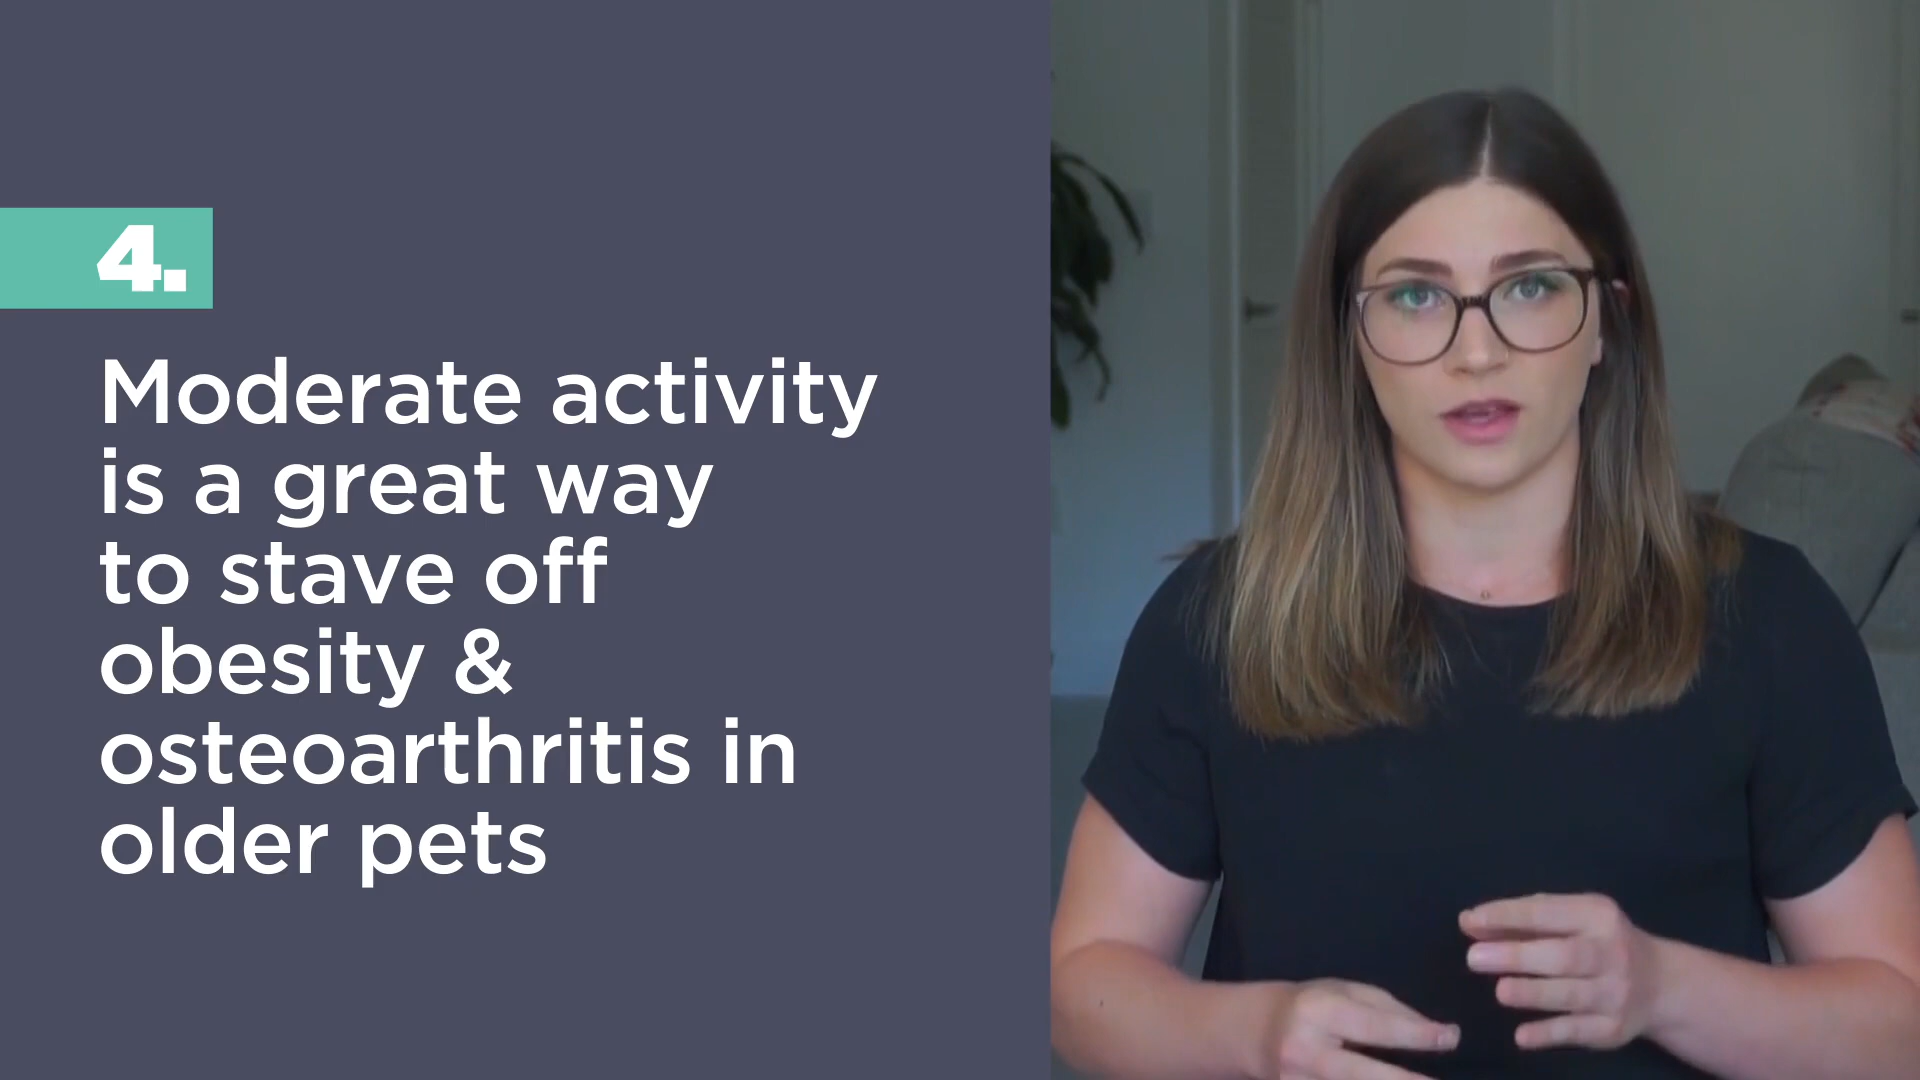 4.
Moderate activity
is a great way
to stave off
obesity &
osteoarthritis in
older pets